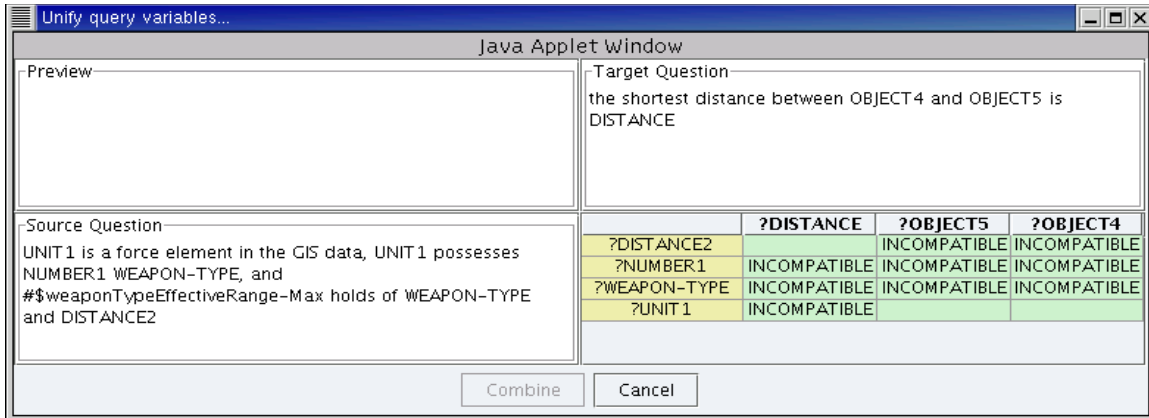 Unify query variables...
Java Applet Window
Preview
Target Question
the shortest distance between OBJECT4 and OBJECT5 is
DISTANCE
Source Question
UNIT1 is a force element in the GIS data, UNIT1 possesses
NUMBER1 WEAPON-TYPE, and
#$weaponTypeEffectiveRange-Max holds of WEAPON-TYPE
and DISTANCE2
?DISTANCE ?OBJECT5 ?OBJECT4
?DISTANCE2 INCOMPATIBLE INCOMPATIBLE
?NUMBER1 INCOMPATIBLE INCOMPATIBLE INCOMPATIBLE
?WEAPON-TYPE INCOMPATIBLE INCOMPATIBLE INCOMPATIBLE
?UNIT1 INCOMPATIBLE
Combine Cancel